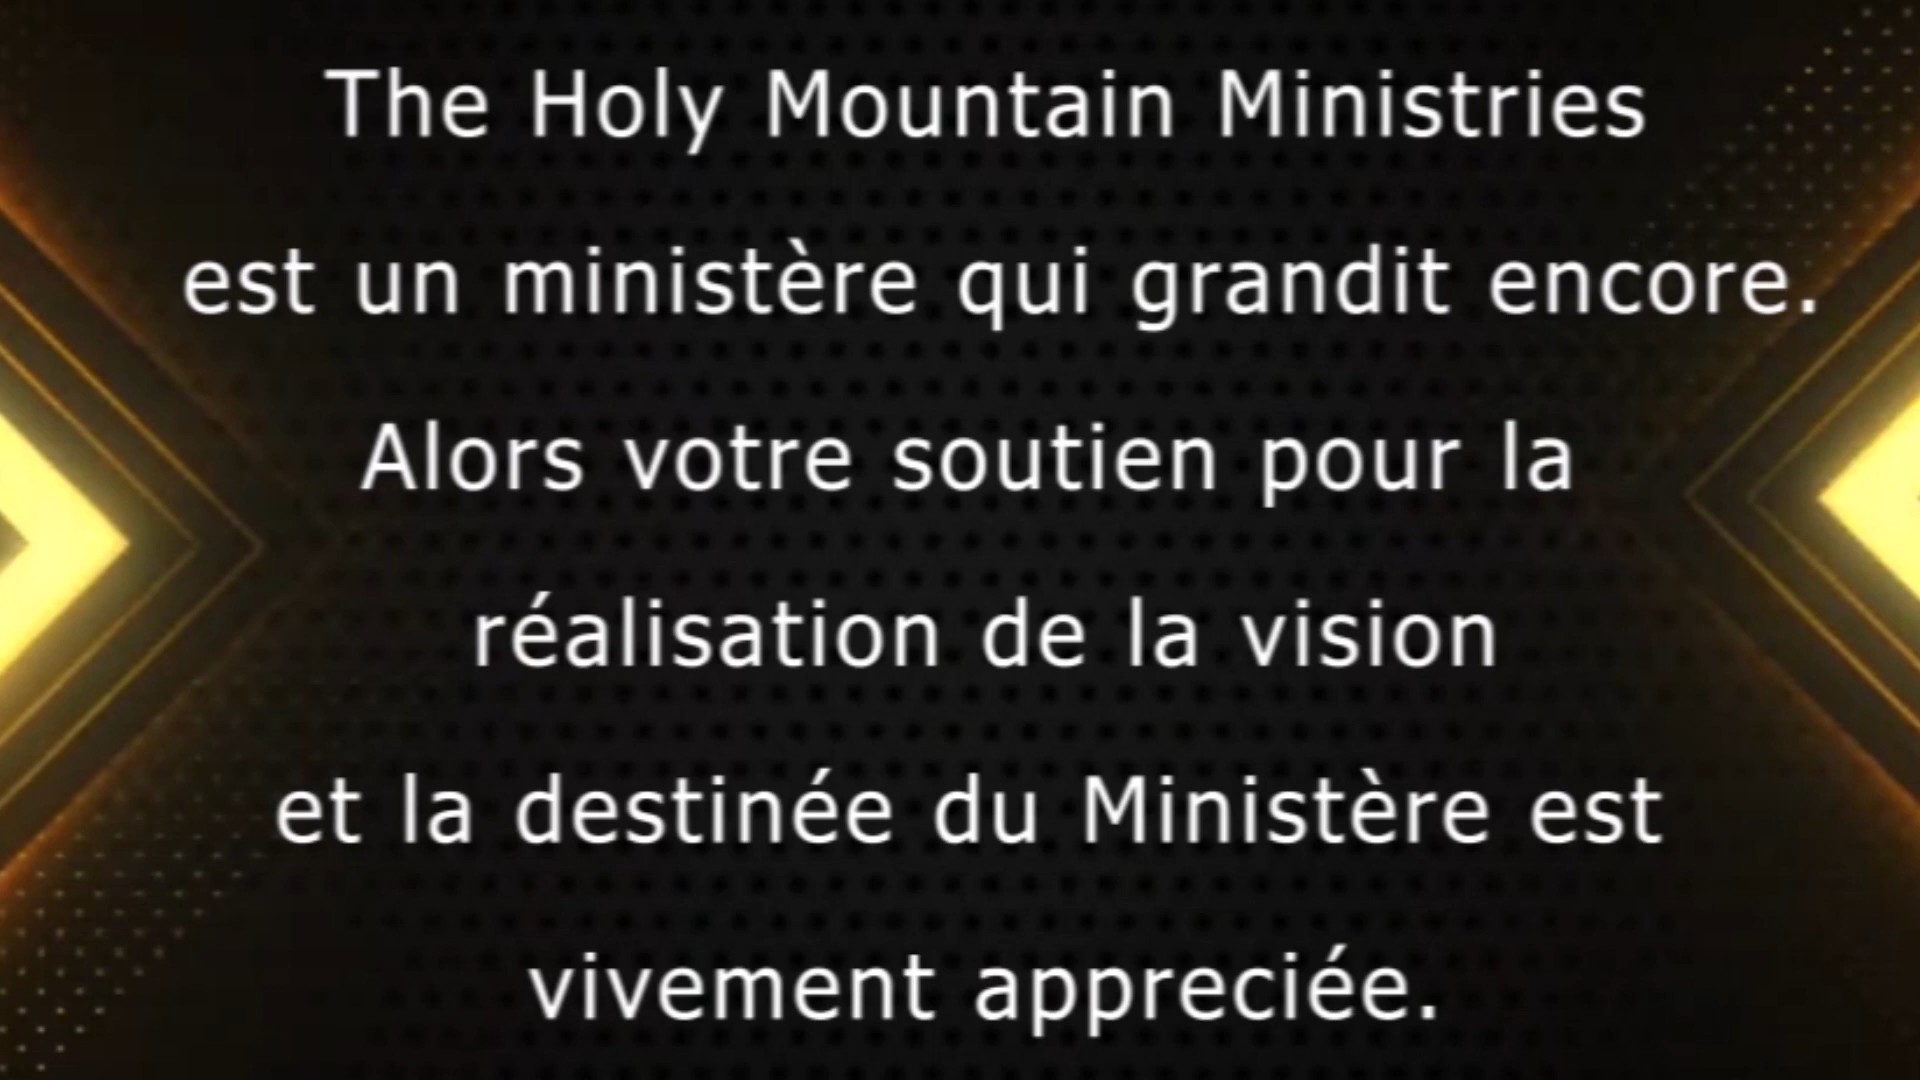 The Holy Mountain Ministries
est un ministère qui grandit encore.
Alors votre soutien pour la
réalisation de la vision
et la destinée du Ministère est
vivement appreciée.